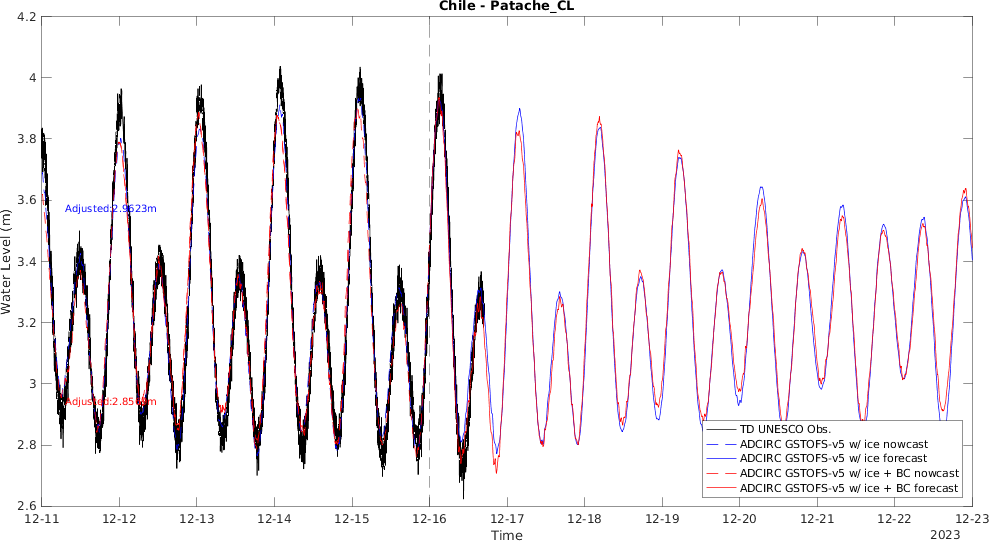 Chile - Patache_CL
4.2
4
3.8
3.6
3.4
3.2
3
2.8
2.6
Water Level (m)
Adjusted:2.9623m
TD UNESCO Obs.
ADCIRC GSTOFS-v5 w/ ice nowcast
ADCIRC GSTOFS-v5 w/ ice forecast
ADCIRC GSTOFS-v5 w/ ice + BC nowcast
ADCIRC GSTOFS-v5 w/ ice + BC forecast
12-11 12-12 12-13 12-14 12-15 12-16 12-17 12-18 12-19 12-20 12-21 12-22 12-23
Time
2023